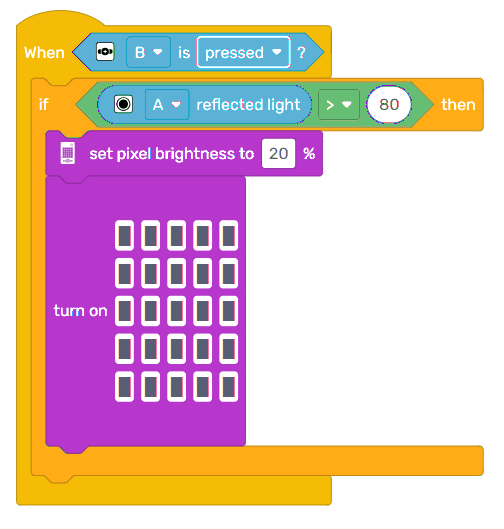 When B is pressed ?
if A reflected light > 80 then
set pixel brightness to 20 %
turn on